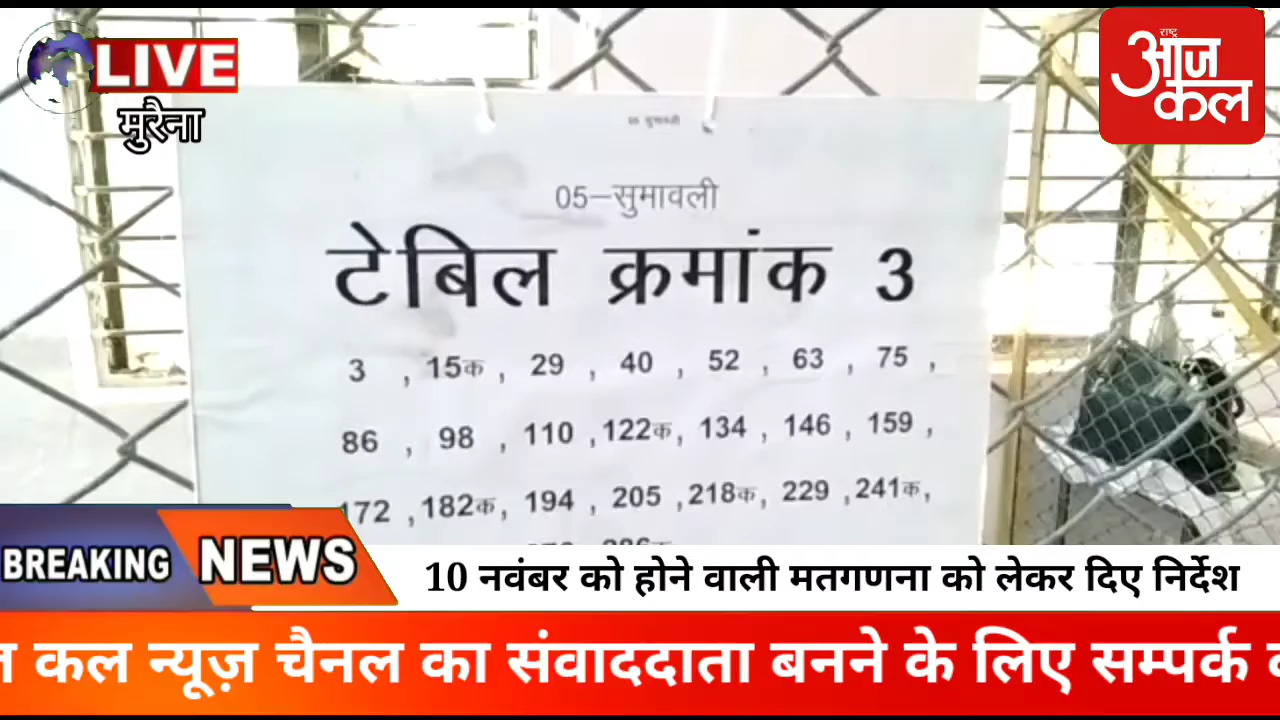 LIVE
मुरैना
राष्ट्र
आज
कल
05–सुमावली
टेबिल क्रमांक 3
3 , 15क , 29 , 40 , 52 , 63 , 75 ,
86 , 98 , 110 , 122क, 134 , 146 , 159 ,
172 , 182क, 194 , 205 , 218क, 229 , 241क,
BREAKING NEWS
10 नवंबर को होने वाली मतगणना को लेकर दिए निर्देश
कल न्यूज़ चैनल का संवाददाता बनने के लिए सम्पर्क